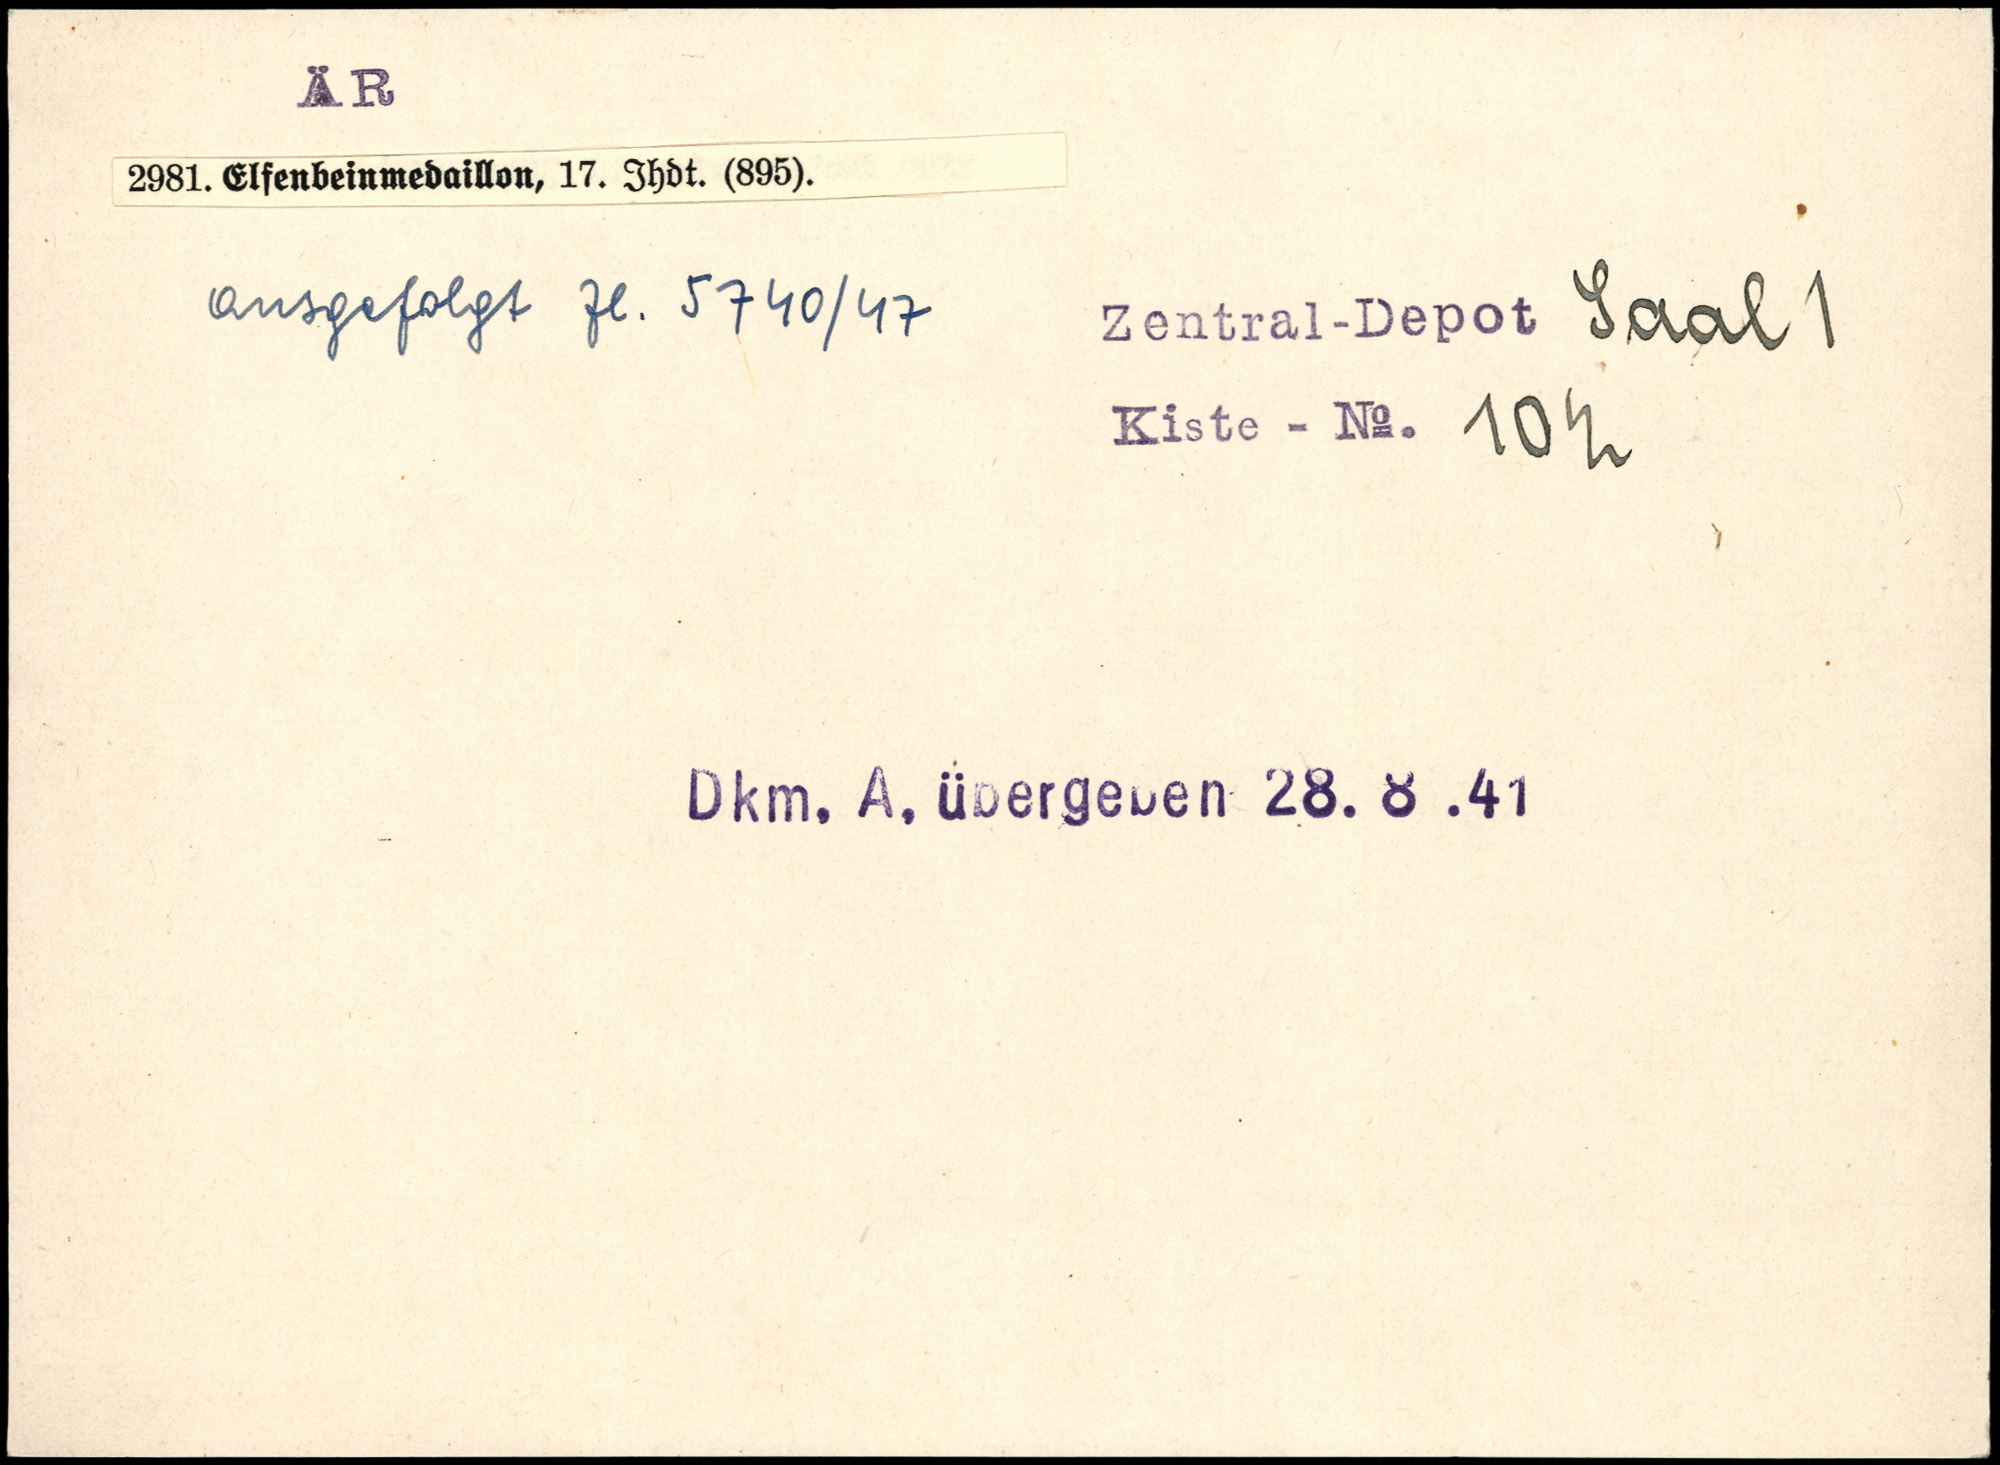 ÄR
2981. Elfenbeinmedaillon, 17. Jhdt. (895).
ausgefolgt Zl. 5740/47
Zentral-Depot Saal 1
Kiste - №.
Dkm. A. übergeben 28. 8 .41